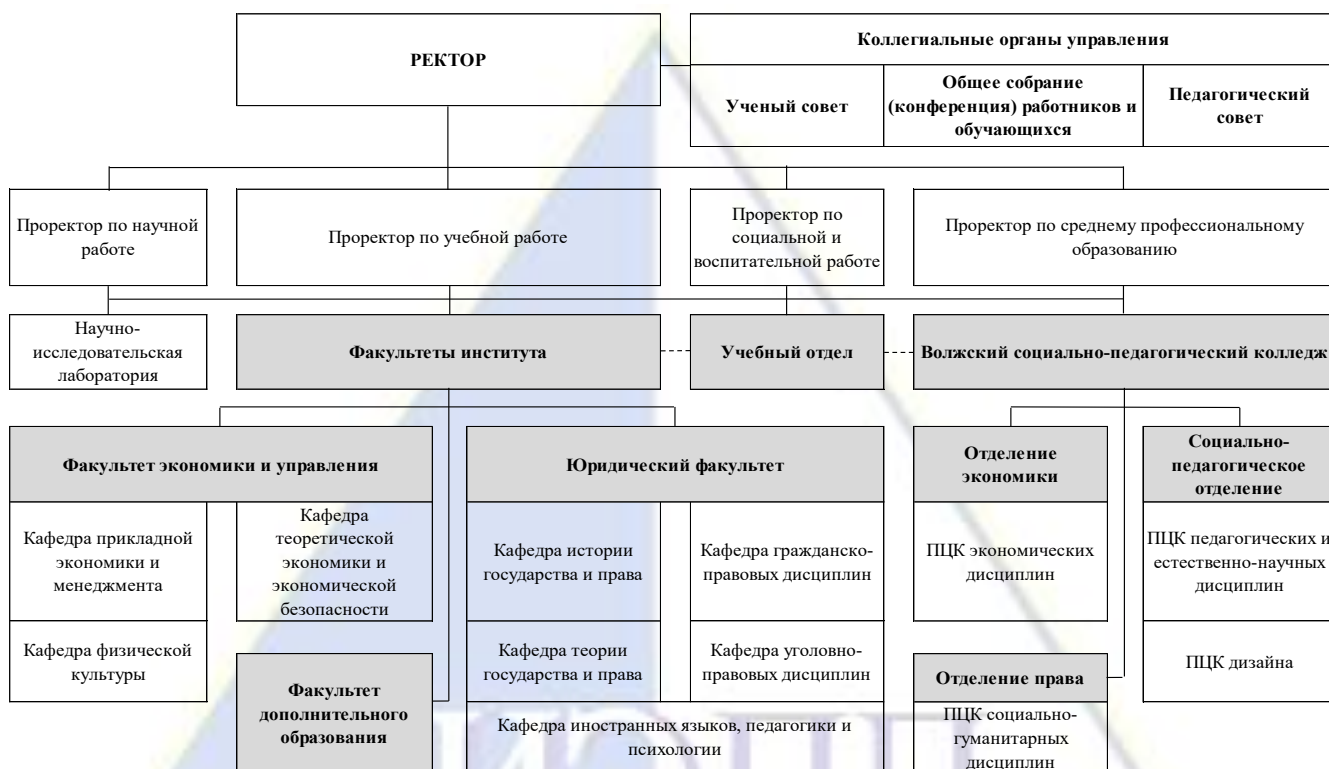 РЕКТОР
Коллегиальные органы управления
Ученый совет
Общее собрание
(конференция) работников и
обучающихся
Педагогический
совет
Проректор по научной
работе
Проректор по учебной работе
Проректор по
социальной и
воспитательной работе
Проректор по среднему профессиональному
образованию
Научно-
исследовательская
лаборатория
Факультеты института
Учебный отдел
Волжский социально-педагогический колледж
Факультет экономики и управления
Юридический факультет
Отделение
экономики
Социально-
педагогическое
отделение
Кафедра прикладной
экономики и
менеджмента
Кафедра
теоретической
экономики и
экономической
безопасности
Кафедра истории
государства и права
Кафедра гражданско-
правовых дисциплин
ПЦК экономических
дисциплин
ПЦК педагогических и
естественно-научных
дисциплин
Кафедра физической
культуры
Факультет
дополнительного
образования
Кафедра теории
государства и права
Кафедра уголовно-
правовых дисциплин
Кафедра иностранных языков, педагогики и
психологии
Отделение права
ПЦК социально-
гуманитарных
дисциплин
ПЦК дизайна